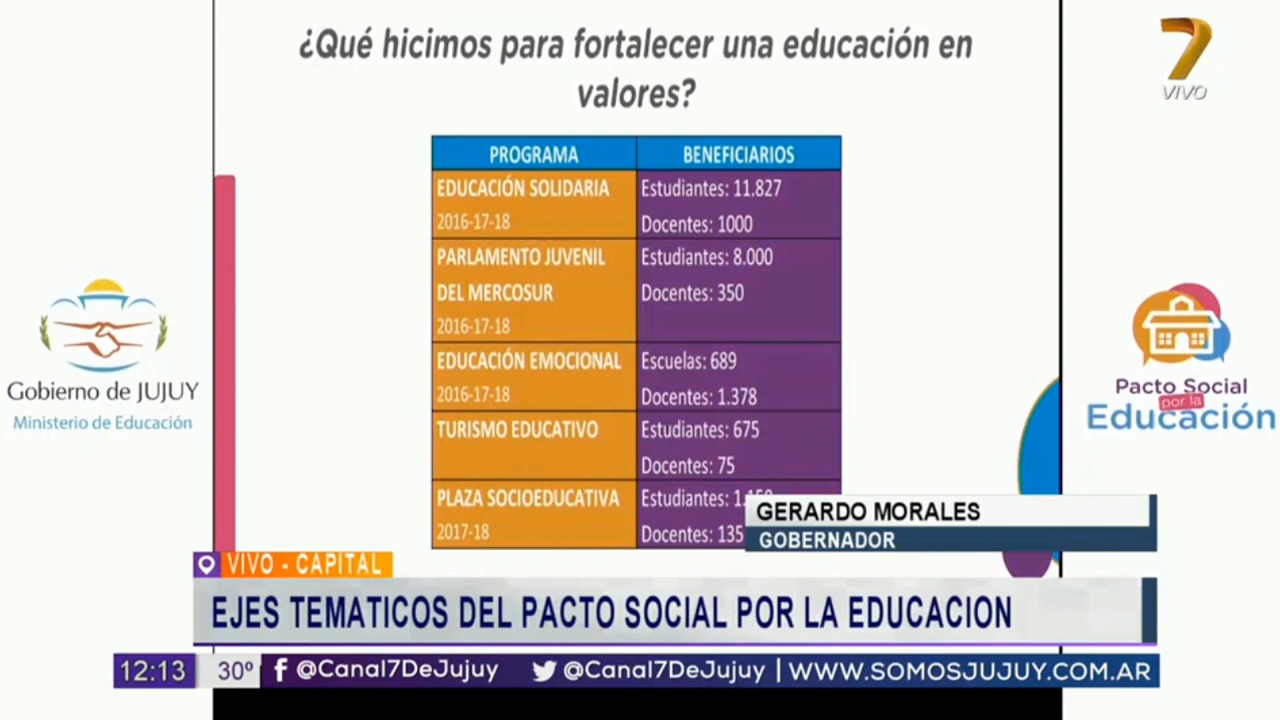 ¿Qué hicimos para fortalecer una educación en
valores?
7
VIVO
PROGRAMA
BENEFICIARIOS
EDUCACIÓN SOLIDARIA
2016-17-18
Estudiantes: 11.827
Docentes: 1000
PARLAMENTO JUVENIL
DEL MERCOSUR
2016-17-18
Estudiantes: 8.000
Docentes: 350
EDUCACIÓN EMOCIONAL
2016-17-18
Escuelas: 689
Docentes: 1.378
TURISMO EDUCATIVO
Estudiantes: 675
Docentes: 75
PLAZA SOCIOEDUCATIVA
2017-18
Estudiantes:
Docentes: 135
Gobierno de JUJUY
Ministerio de Educación
Pacto Social
por la
Educación
GERARDO MORALES
GOBERNADOR
VIVO - CAPITAL
EJES TEMATICOS DEL PACTO SOCIAL POR LA EDUCACION
12:13 30º f @Canal7DeJujuy @Canal7DeJujuy | WWW.SOMOSJUJUY.COM.AR